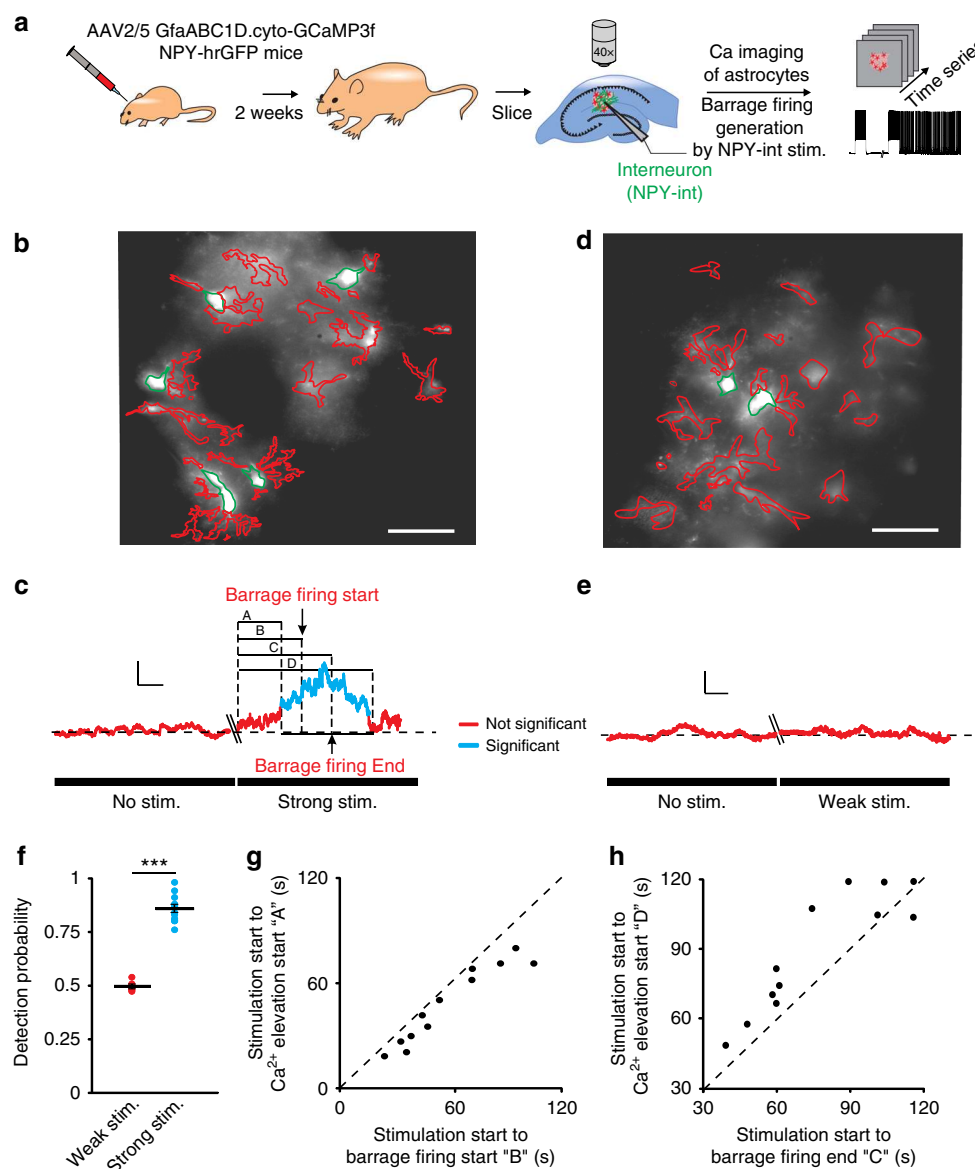 a
AAV2/5 GfaABC1D.cyto-GCaMP3f
NPY-hrGFP mice
2 weeks
Slice
40×
Interneuron
(NPY-int)
Ca imaging
of astrocytes
Barrage firing
generation
by NPY-int stim.
Time series
b
d
c
Barrage firing start
A
B
C
D
Barrage firing End
No stim.
Strong stim.
Not significant
Significant
e
No stim.
Weak stim.
f
***
Detection probability
1
0.75
0.5
0.25
0
Weak stim.
Strong stim.
g
Stimulation start to
Ca2+ elevation start "A" (s)
120
60
0
0
60
120
Stimulation start to
barrage firing start "B" (s)
h
Stimulation start to
Ca2+ elevation start "D" (s)
120
90
60
30
30
60
90
120
Stimulation start to
barrage firing end "C" (s)